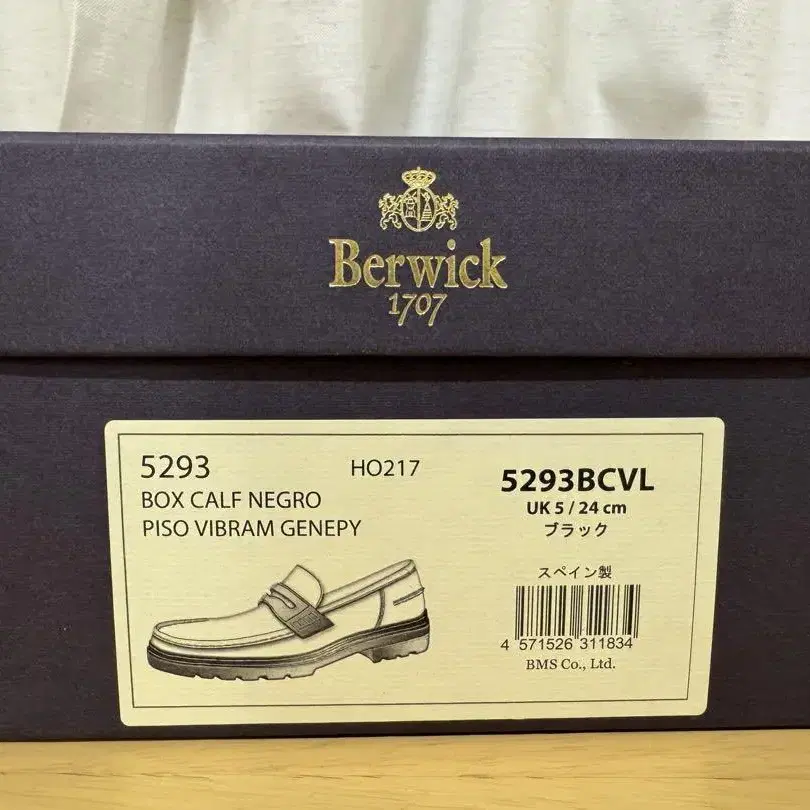 Berwick
1707
5293
HO217
BOX CALF NEGRO
PISO VIBRAM GENEPY
5293BCVL
UK 5 / 24 cm
ブラック
スペイン製
4 571526 311834
BMS Co., Ltd.